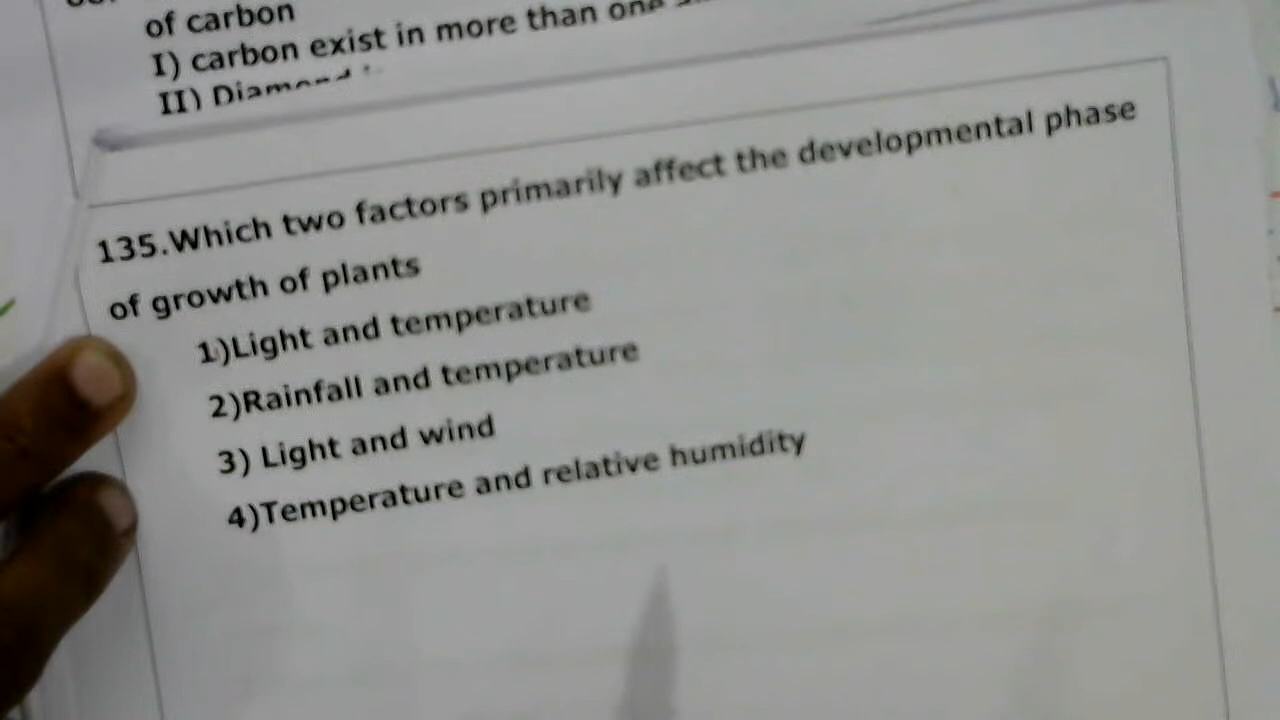 of carbon
I) carbon exist in more than one
II) Diamond
135.Which two factors primarily affect the developmental phase
of growth of plants
1)Light and temperature
2)Rainfall and temperature
3) Light and wind
4)Temperature and relative humidity